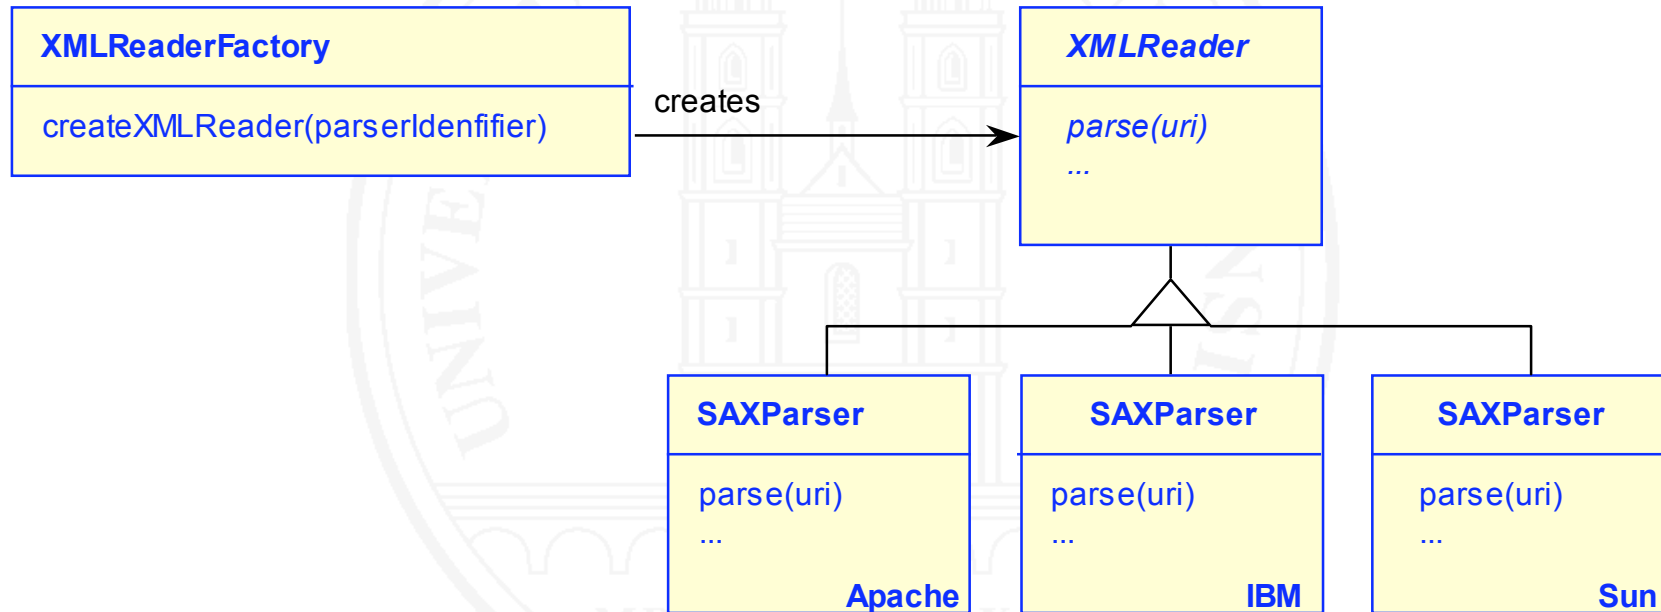 XMLReaderFactory
createXMLReader(parserIdenfifier)
creates
XMLReader
parse(uri)
...
SAXParser
parse(uri)
...
Apache
SAXParser
parse(uri)
...
IBM
SAXParser
parse(uri)
...
Sun